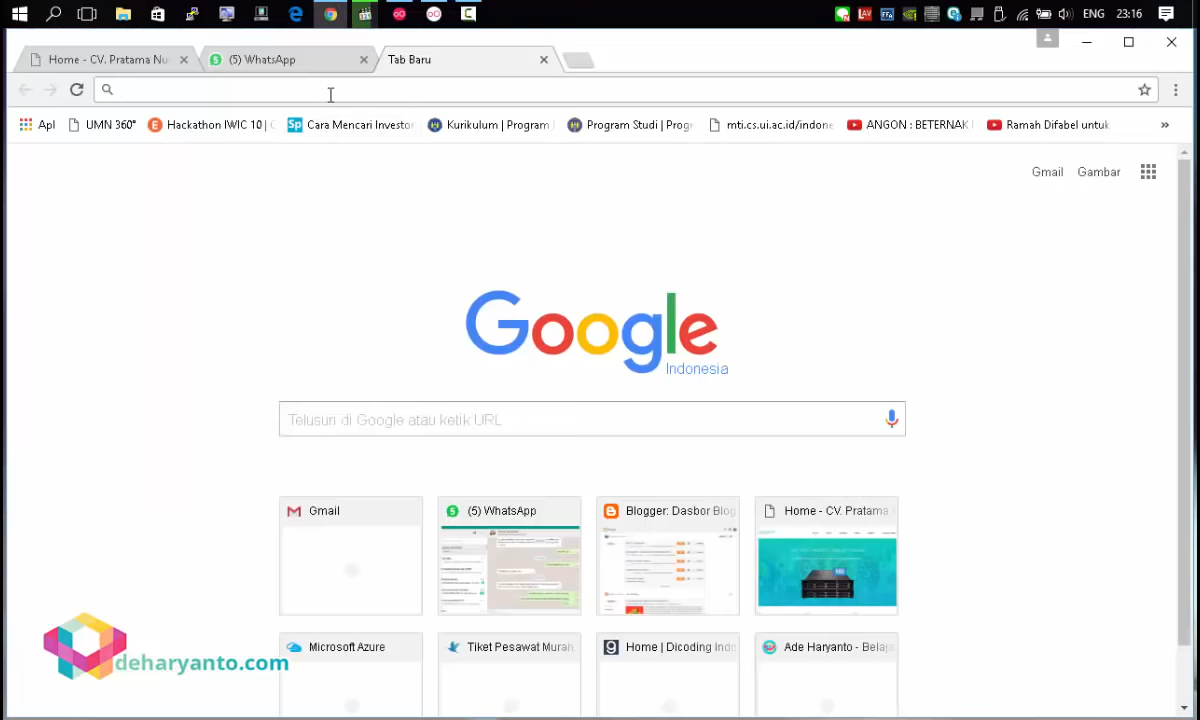 ENG 23:16
Home - CV. Pratama Nu
(5) WhatsApp
Tab Baru
Apl
UMN 360°
Hackathon IWIC 10 | C
Sp Cara Mencari Investor
Kurikulum | Program
Program Studi | Prog
mti.cs.ui.ac.id/indone
ANGON : BETERNAK
Ramah Difabel untuk
Gmail
Gambar
Google
Indonesia
Telusuri di Google atau ketik URL
Gmail
(5) WhatsApp
Blogger: Dasbor Blog
Home - CV. Pratama
Microsoft Azure
Tiket Pesawat Murah,
Home | Dicoding Indo
Ade Haryanto - Belaja
deharyanto.com